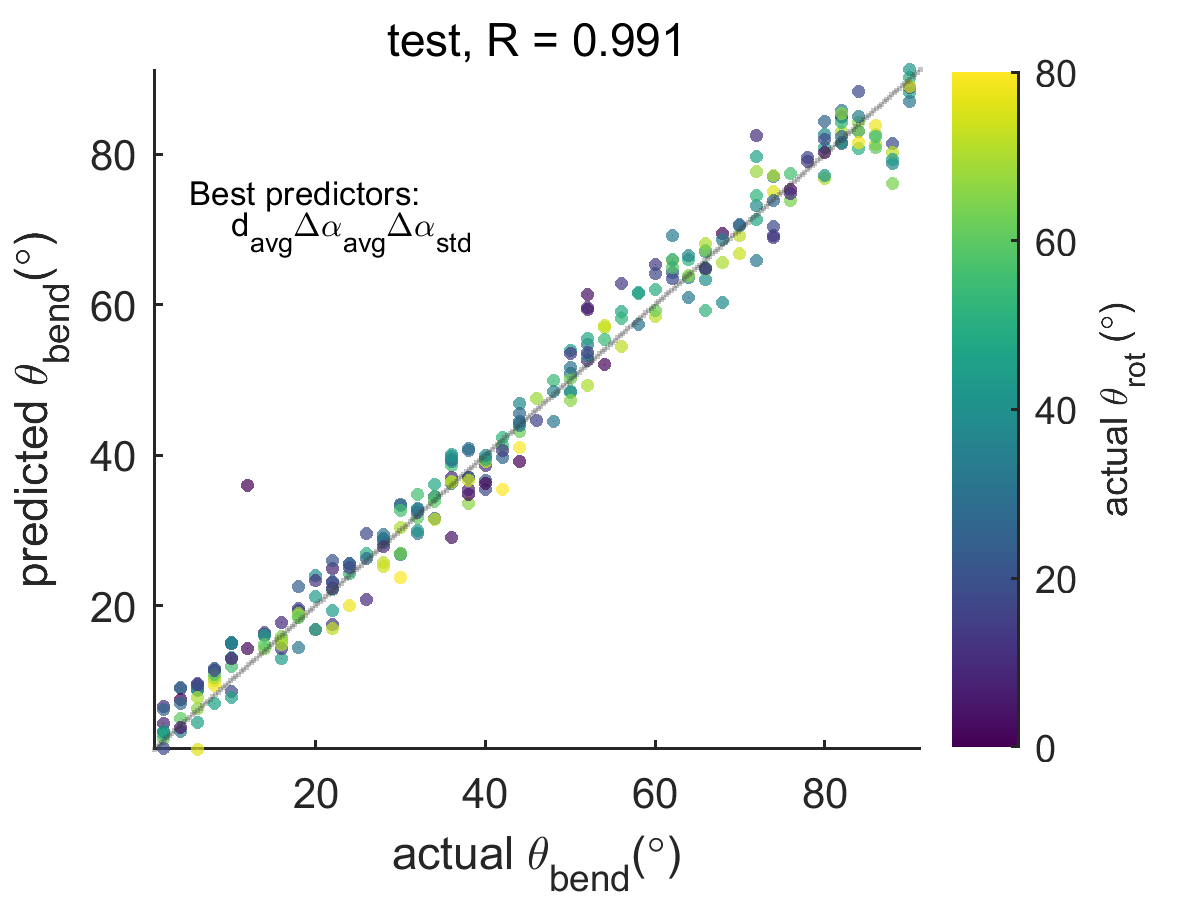 test, R = 0.991
Best predictors:
d_avg Δα_avg Δα_std
predicted θ_bend(°)
80
60
40
20
20 40 60 80
actual θ_bend(°)
80
60
40
20
0
actual θ_rot (°)